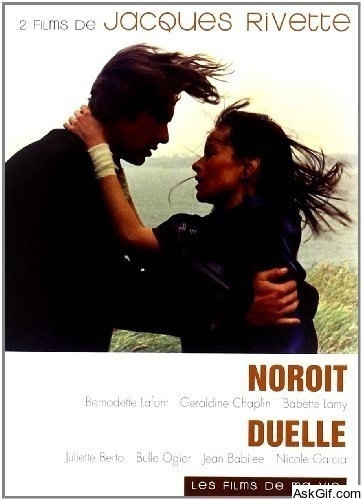 2 FILMS DE JACQUES RIVETTE
NOROIT
Bernadette Lafont Geraldine Chaplin Babette Lamy
DUELLE
Juliette Berto Bulle Ogier Jean Babilee Nicole Garcia
LES FILMS DE MA VIE
AskGif.com